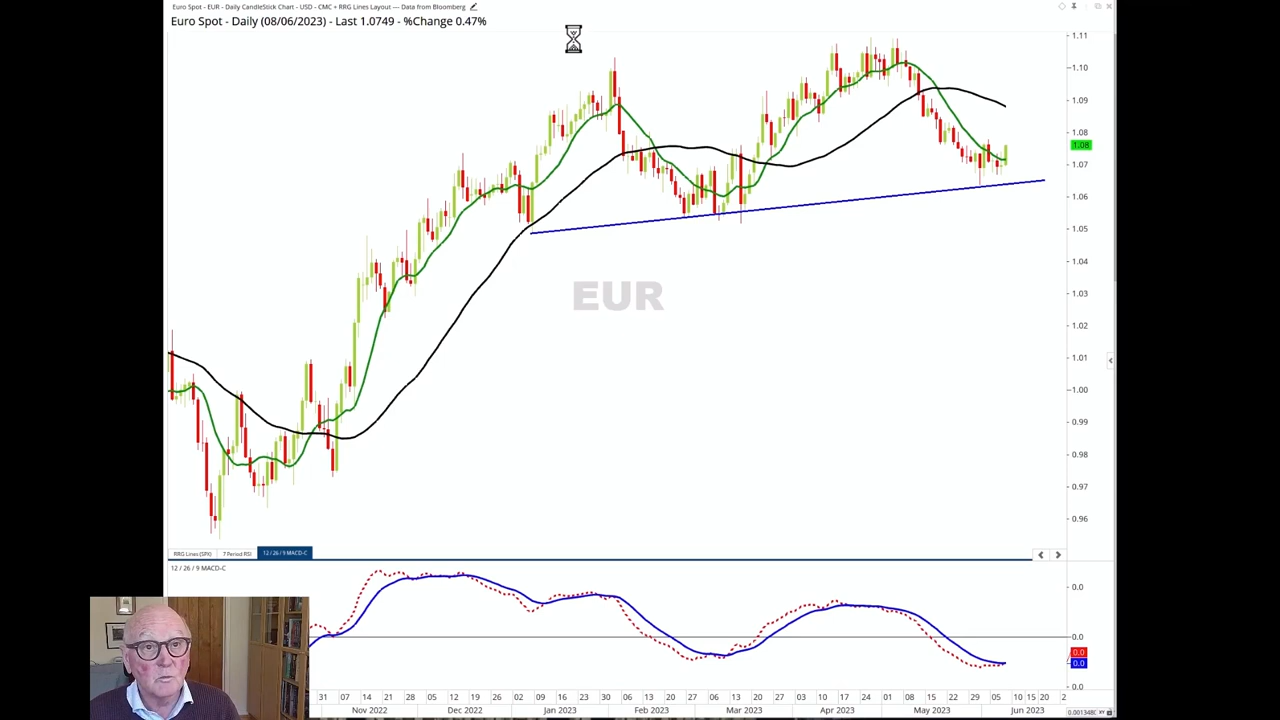 Euro Spot - EUR - Daily CandleStick Chart - USD - CMC + RRG Lines Layout --- Data from Bloomberg
Euro Spot - Daily (08/06/2023) - Last 1.0749 - %Change 0.47%
1.11
1.10
1.09
1.08
1.08
1.07
1.06
1.05
1.04
1.03
1.02
1.01
1.00
0.99
0.98
0.97
0.96
EUR
RRG Lines (SPX) 7 Period RSI 12 / 26 / 9 MACD-C
12 / 26 / 9 MACD-C
0.0
0.0
0.0
0.0
0.0
31 07 14 21 28 05 12 19 26 02 09 16 23 30 06 13 20 27 06 13 20 27 03 10 17 24 01 08 15 22 29 05 10 15 20 2
Nov 2022 Dec 2022 Jan 2023 Feb 2023 Mar 2023 Apr 2023 May 2023 Jun 2023
0.001348G XY